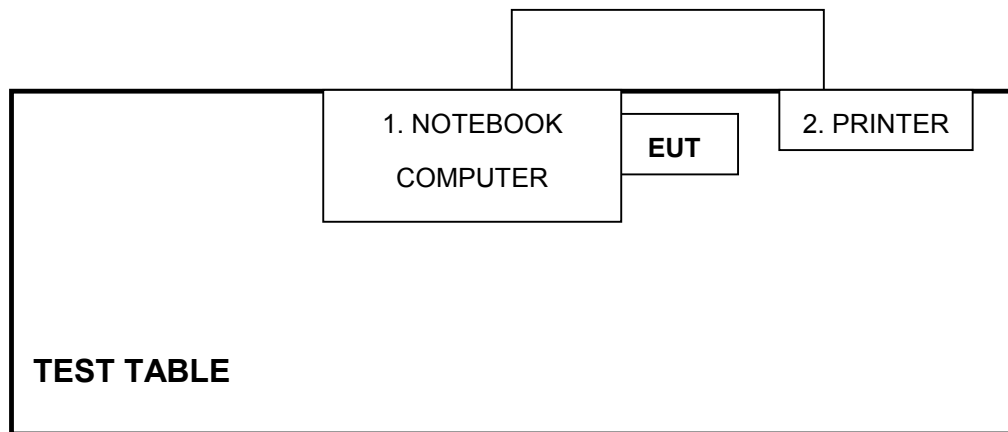 1. NOTEBOOK
COMPUTER
EUT
2. PRINTER
TEST TABLE